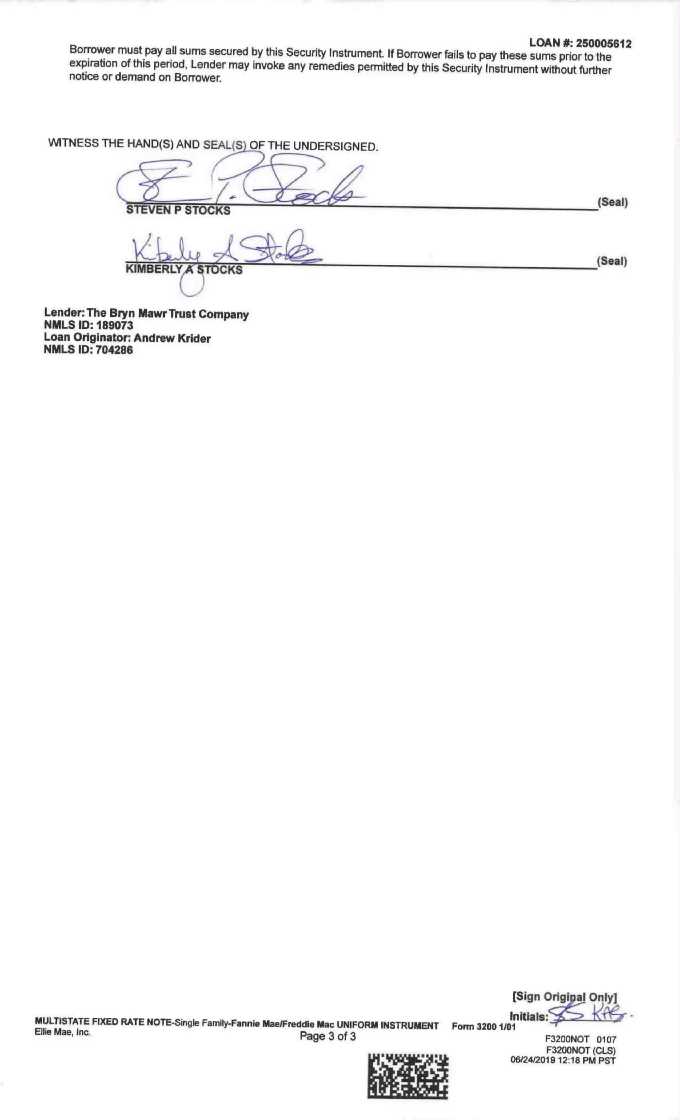 LOAN #: 250005612
Borrower must pay all sums secured by this Security Instrument. If Borrower fails to pay these sums prior to the
expiration of this period, Lender may invoke any remedies permitted by this Security Instrument without further
notice or demand on Borrower.
WITNESS THE HAND(S) AND SEAL(S) OF THE UNDERSIGNED.
S P. Stocks
(Seal)
STEVEN P STOCKS
Kimberly A Stocks
(Seal)
KIMBERLY A STOCKS
Lender: The Bryn Mawr Trust Company
NMLS ID: 189073
Loan Originator: Andrew Krider
NMLS ID: 704286
[Sign Original Only]
Initials: SS KAS.
MULTISTATE FIXED RATE NOTE-Single Family-Fannie Mae/Freddie Mac UNIFORM INSTRUMENT Form 3200 1/01
Ellie Mae, Inc.
Page 3 of 3
F3200NOT 0107
F3200NOT (CLS)
06/24/2019 12:18 PM PST